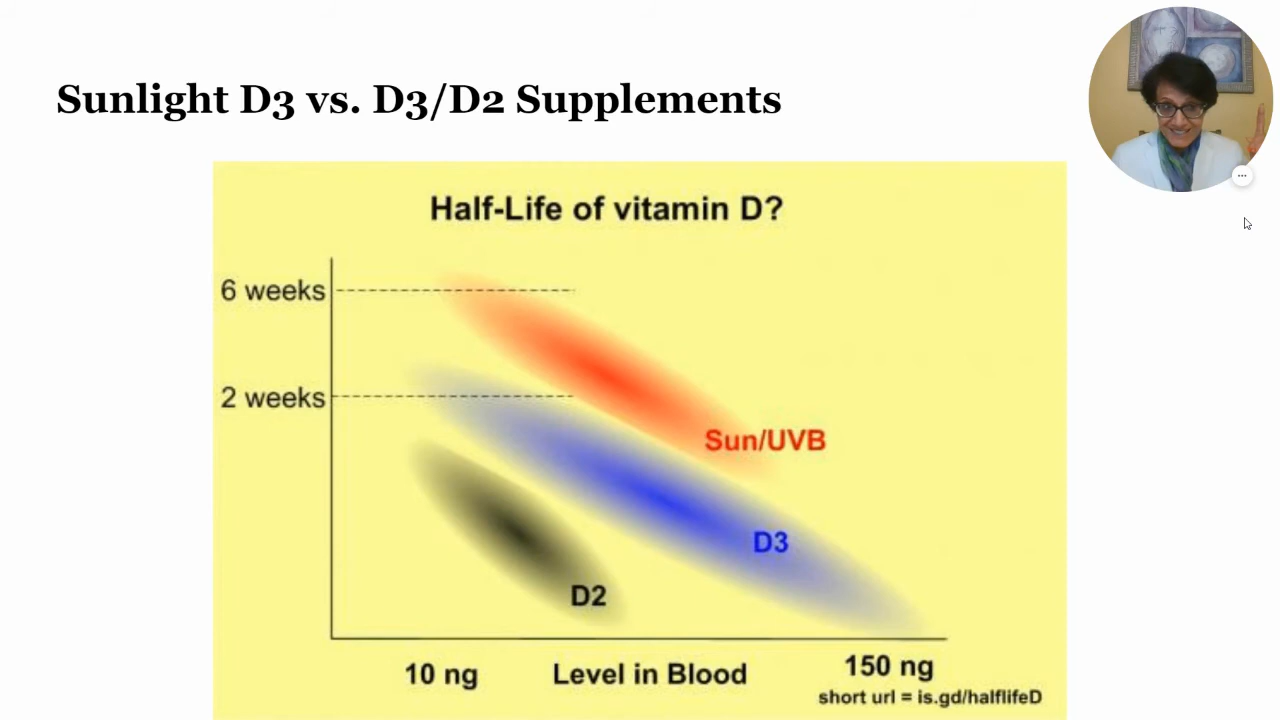 Sunlight D3 vs. D3/D2 Supplements
Half-Life of vitamin D?
6 weeks
2 weeks
Sun/UVB
D3
D2
10 ng
Level in Blood
150 ng
short url = is.gd/halflifeD